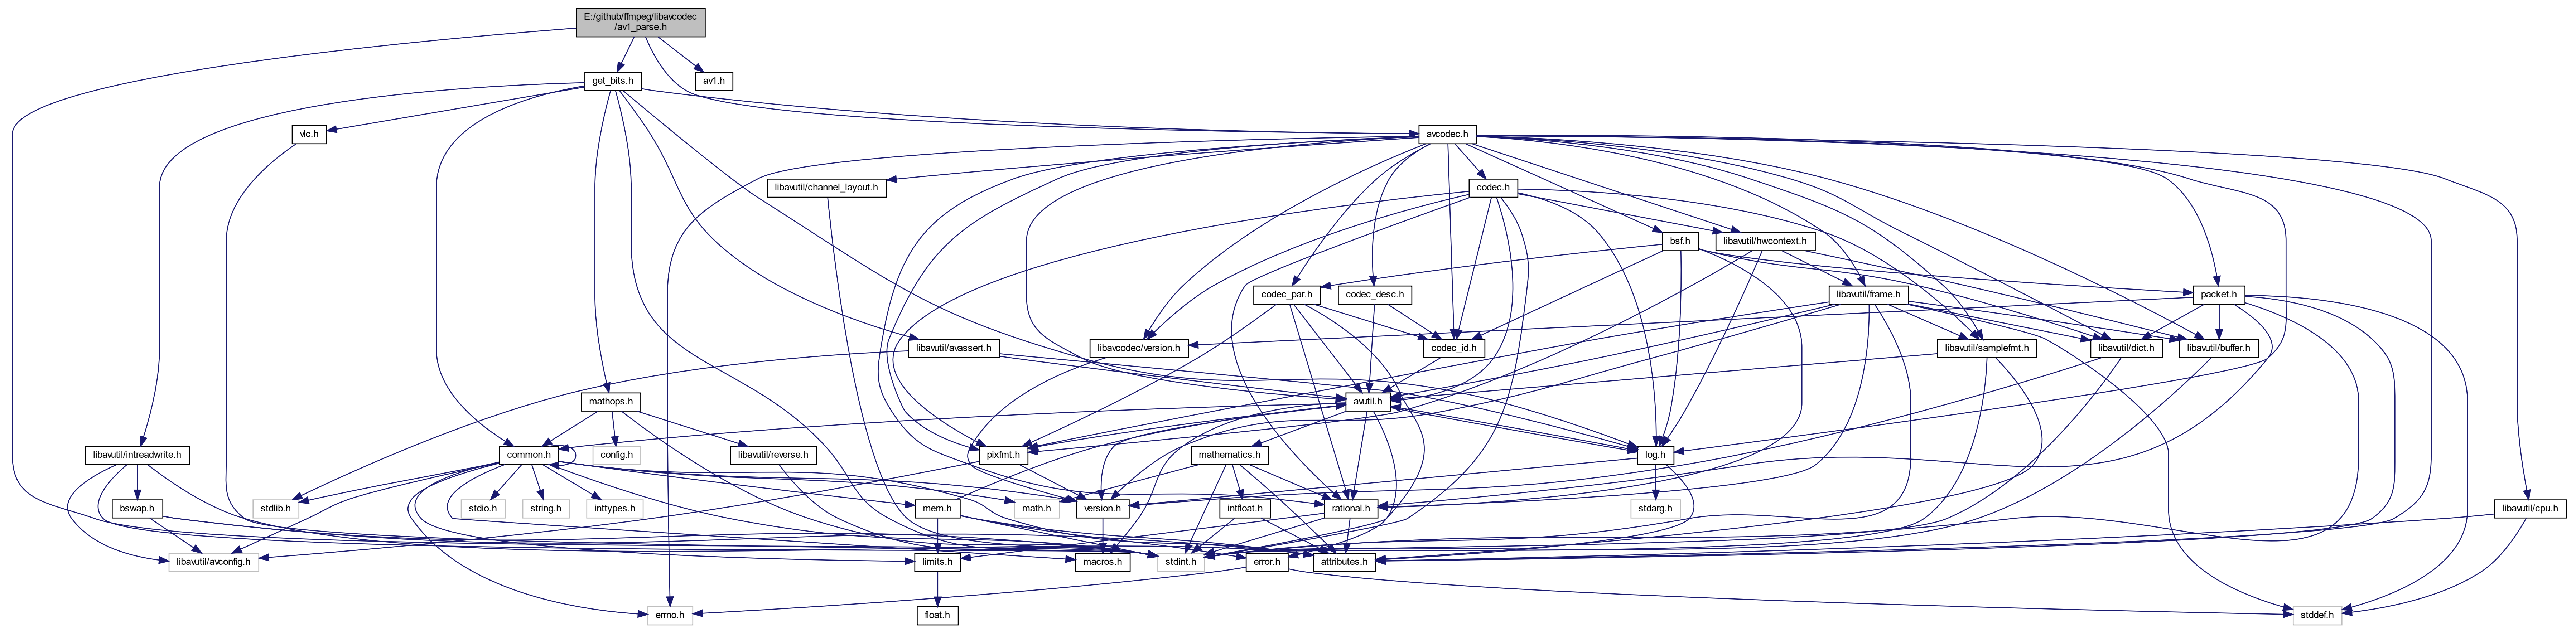 E:/github/ffmpeg/libavcodec
/av1_parse.h
get_bits.h
av1.h
vlc.h
avcodec.h
libavutil/channel_layout.h
codec.h
bsf.h
libavutil/hwcontext.h
codec_par.h
codec_desc.h
libavutil/frame.h
packet.h
libavutil/avassert.h
libavcodec/version.h
codec_id.h
libavutil/samplefmt.h
libavutil/dict.h
libavutil/buffer.h
mathops.h
avutil.h
libavutil/intreadwrite.h
common.h
config.h
libavutil/reverse.h
pixfmt.h
mathematics.h
log.h
bswap.h
stdlib.h
stdio.h
string.h
inttypes.h
mem.h
math.h
version.h
intfloat.h
rational.h
stdarg.h
libavutil/cpu.h
libavutil/avconfig.h
limits.h
macros.h
stdint.h
error.h
attributes.h
errno.h
float.h
stddef.h